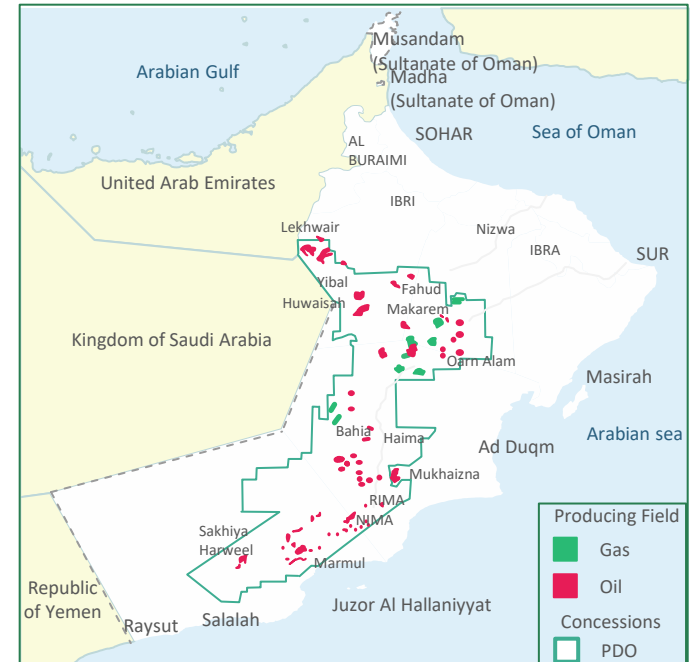 Musandam
(Sultanate of Oman)
Madha
(Sultanate of Oman)
Arabian Gulf
SOHAR
Sea of Oman
AL
BURAIMI
United Arab Emirates
IBRI
Lekhwair
Nizwa
IBRA
SUR
Yibal
Fahud
Huwaisah
Makarem
Kingdom of Saudi Arabia
Qarn Alam
Masirah
Bahia
Haima
Arabian sea
Ad Duqm
Mukhaizna
RIMA
NIMA
Sakhiya
Harweel
Marmul
Republic
of Yemen
Raysut
Salalah
Juzor Al Hallaniyyat
Producing Field
Gas
Oil
Concessions
PDO